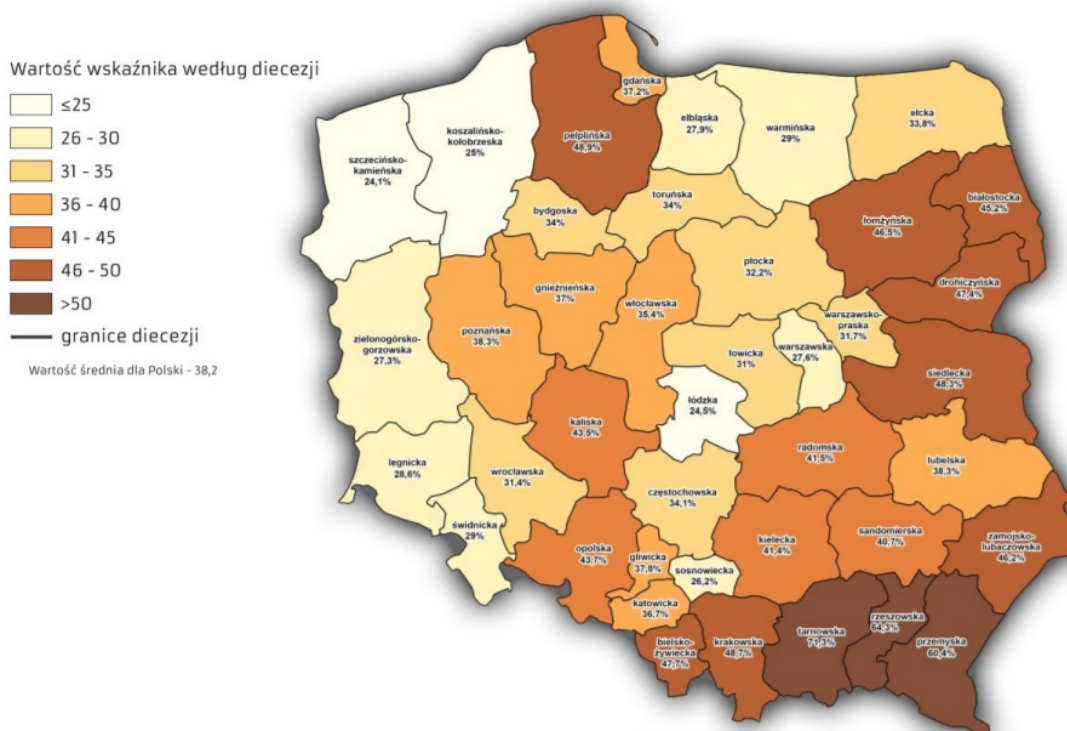 Wartość wskaźnika według diecezji
≤25
26 - 30
31 - 35
36 - 40
41 - 45
46 - 50
>50
granice diecezji
Wartość średnia dla Polski - 38,2
gdańska
37,2%
koszalińsko-
kołobrzeska
25%
pelplińska
48,9%
elbląska
27,9%
warmińska
29%
ełcka
33,8%
szczecińsko-
kamieńska
24,1%
bydgoska
34%
toruńska
34%
łomżyńska
46,5%
białostocka
45,2%
drohiczyńska
47,4%
płocka
32,2%
gnieźnieńska
37%
włocławska
35,4%
poznańska
38,3%
zielonogórsko-
gorzowska
27,3%
warszawsko-
praska
31,7%
warszawska
27,6%
łowicka
31%
siedlecka
48,3%
łódzka
24,5%
kaliska
43,5%
radomska
41,5%
lubelska
38,3%
legnicka
28,6%
wrocławska
31,4%
częstochowska
34,1%
świdnicka
29%
opolska
43,7%
gliwicka
37,8%
sosnowiecka
26,2%
kielecka
41,4%
sandomierska
40,7%
zamojsko-
lubaczowska
46,2%
katowicka
36,7%
bielsko-
żywiecka
47,7%
krakowska
48,7%
tarnowska
71,3%
rzeszowska
64,3%
przemyska
60,4%